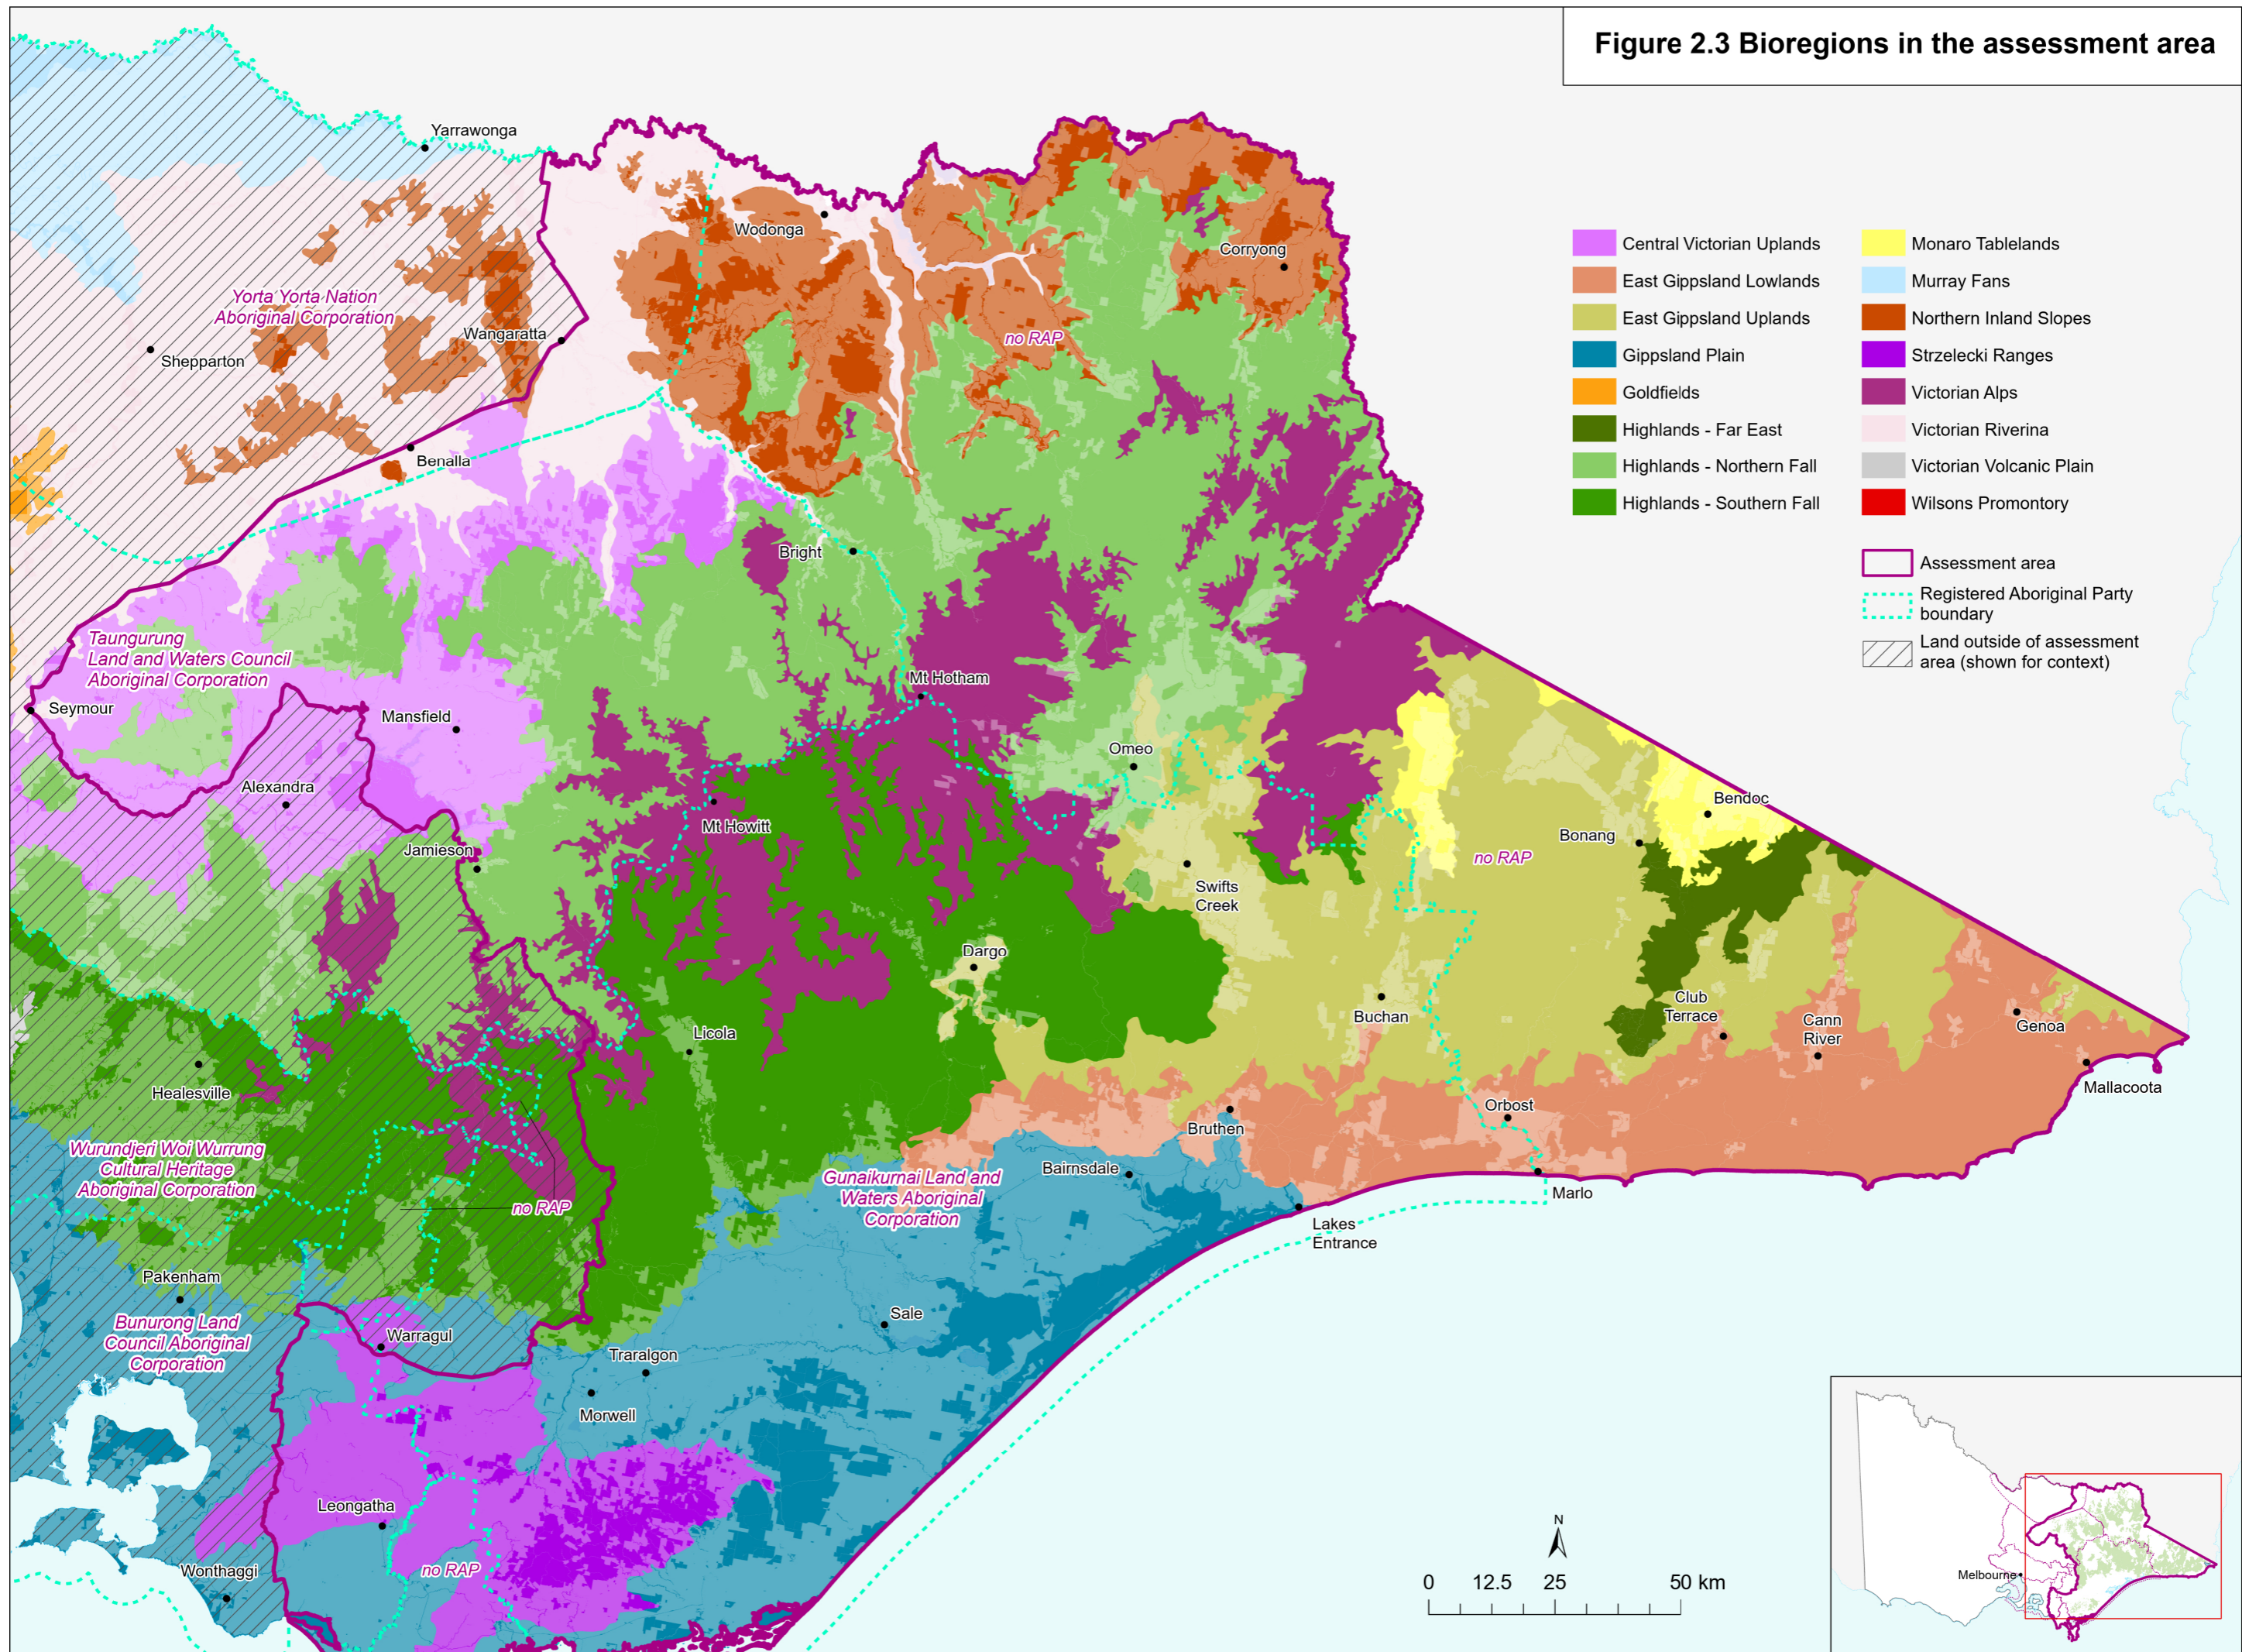 Figure 2.3 Bioregions in the assessment area
Central Victorian Uplands
East Gippsland Lowlands
East Gippsland Uplands
Gippsland Plain
Goldfields
Highlands - Far East
Highlands - Northern Fall
Highlands - Southern Fall
Monaro Tablelands
Murray Fans
Northern Inland Slopes
Strzelecki Ranges
Victorian Alps
Victorian Riverina
Victorian Volcanic Plain
Wilsons Promontory
Assessment area
Registered Aboriginal Party
boundary
Land outside of assessment
area (shown for context)
Yarrawonga
Wodonga
Corryong
Yorta Yorta Nation
Aboriginal Corporation
Wangaratta
no RAP
Shepparton
Benalla
Bright
Taungurung
Land and Waters Council
Aboriginal Corporation
Mt Hotham
Seymour
Mansfield
Omeo
Alexandra
Bendoc
Mt Howitt
Bonang
Jamieson
no RAP
Swifts
Creek
Dargo
Club
Terrace
Buchan
Cann
River
Genoa
Licola
Healesville
Mallacoota
Orbost
Bruthen
Wurundjeri Woi Wurrung
Cultural Heritage
Aboriginal Corporation
Bairnsdale
Gunaikurnai Land and
Waters Aboriginal
Corporation
Marlo
no RAP
Lakes
Entrance
Pakenham
Sale
Bunurong Land
Council Aboriginal
Corporation
Warragul
Traralgon
Morwell
Leongatha
no RAP
Wonthaggi
N
0 12.5 25 50 km
Melbourne